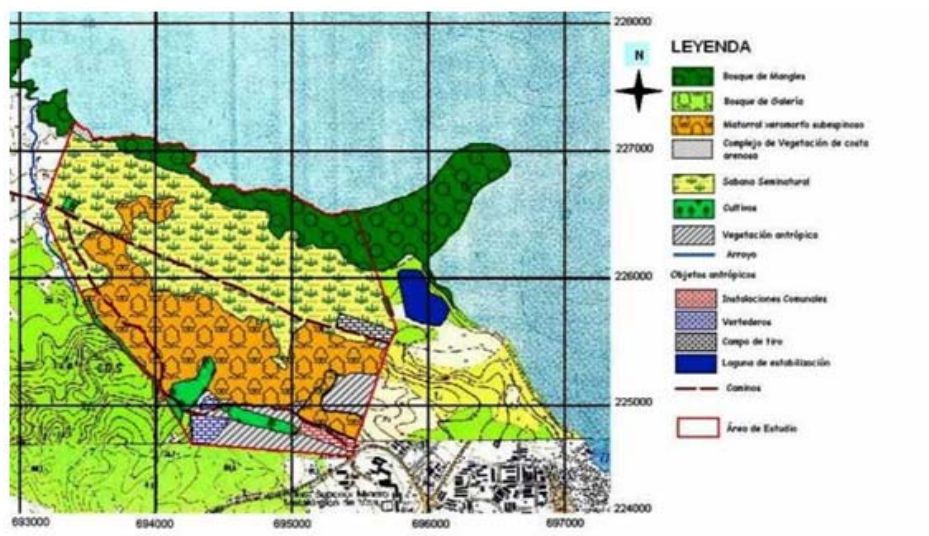 228000
227000
226000
225000
224000
693000
694000
695000
696000
697000
N
LEYENDA
Bosque de Mangles
Bosque de Galería
Matorral xeromorfo subespinoso
Complejo de Vegetación de costa
arenosa
Sabana Seminatural
Cultivos
Vegetación antrópica
Arroyo
Objetos antrópicos
Instalaciones Comunales
Vertederos
Campo de tiro
Laguna de estabilización
Caminos
Área de Estudio